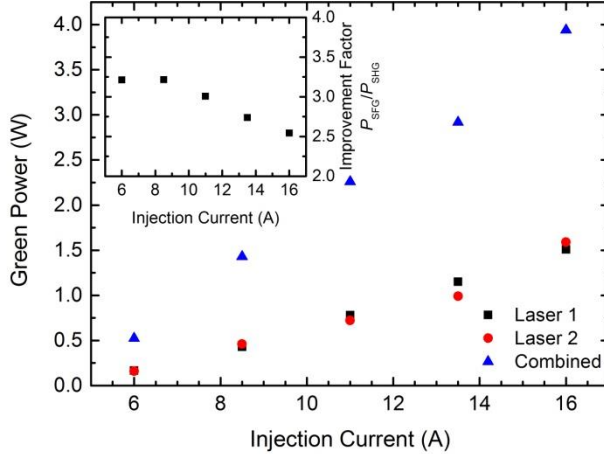 4.0
3.5
3.0
2.5
2.0
1.5
1.0
0.5
0.0
Green Power (W)
6 8 10 12 14 16
Injection Current (A)
4.0
3.5
3.0
2.5
2.0
Improvement Factor
P_SFG/P_SHG
6 8 10 12 14 16
Injection Current (A)
Laser 1
Laser 2
Combined